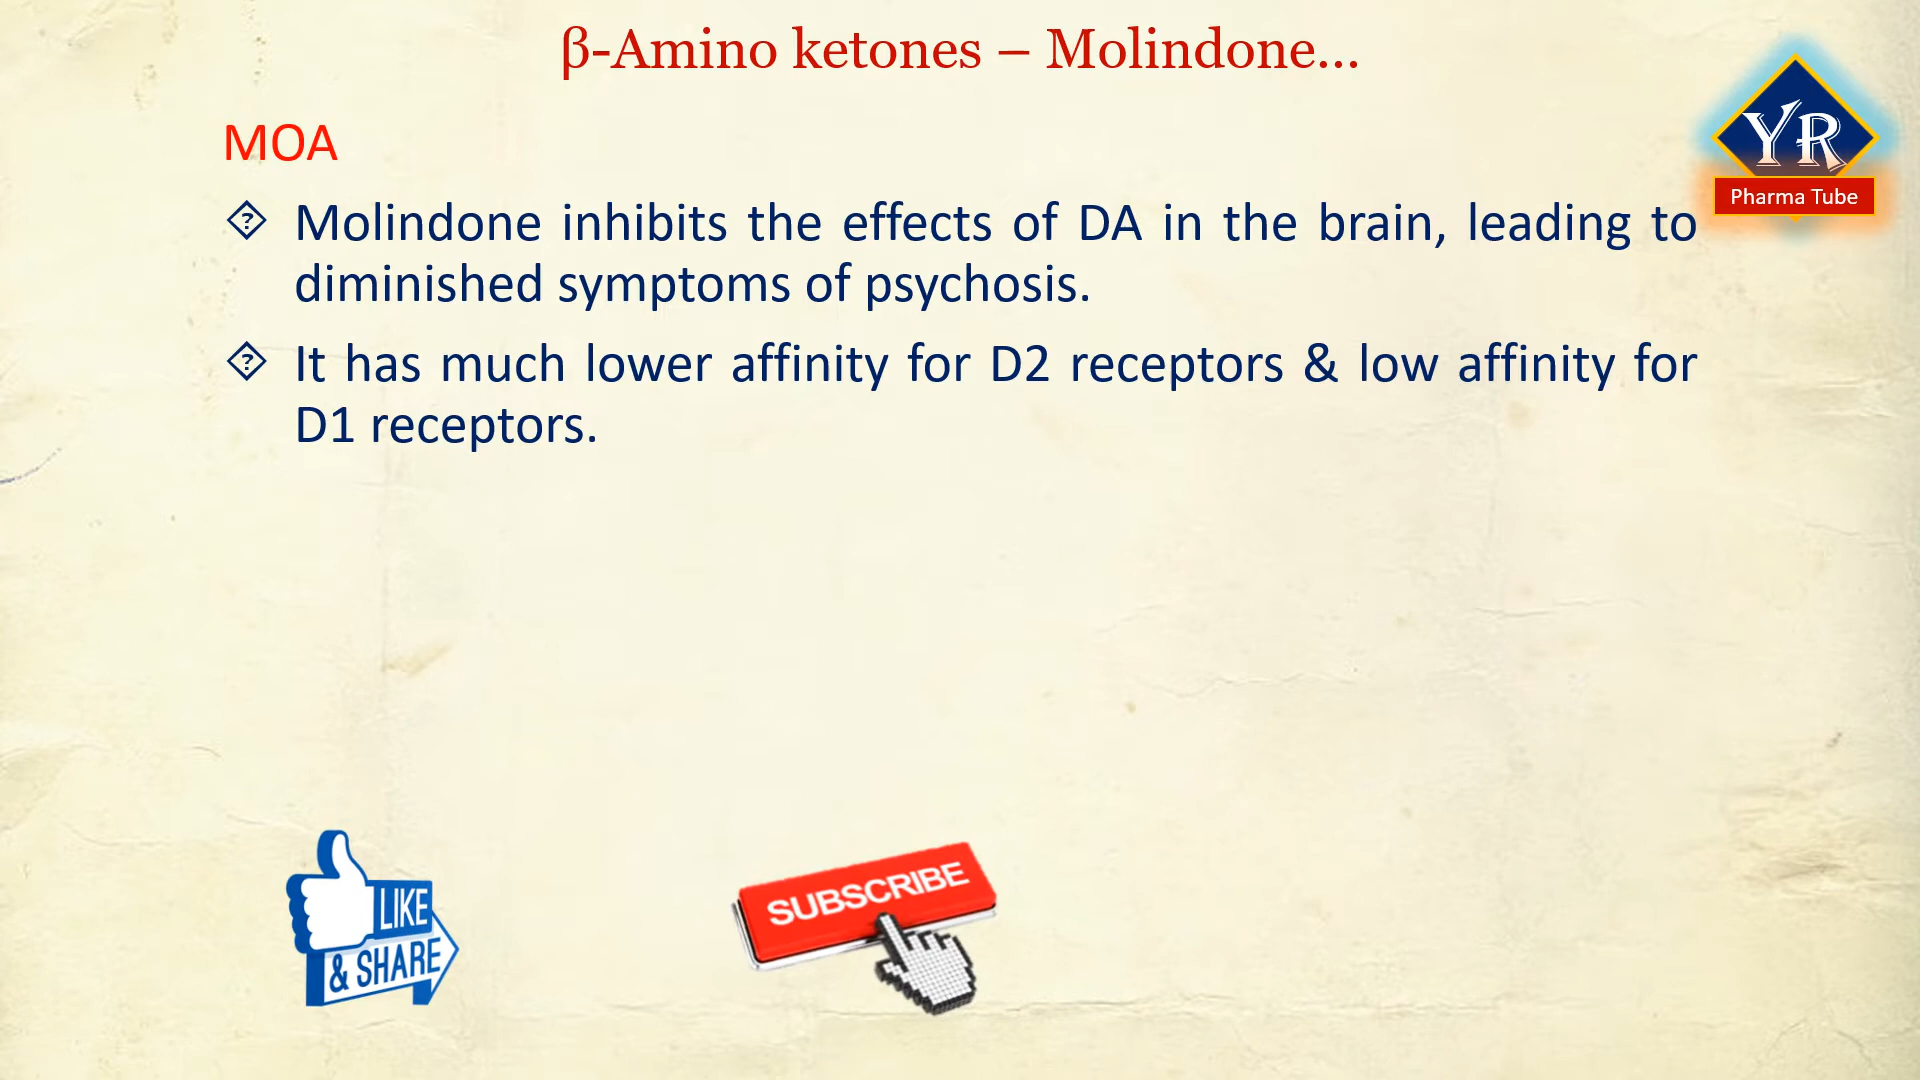 β-Amino ketones – Molindone...
YR
Pharma Tube
MOA
Molindone inhibits the effects of DA in the brain, leading to
diminished symptoms of psychosis.
It has much lower affinity for D2 receptors & low affinity for
D1 receptors.
LIKE
& SHARE
SUBSCRIBE